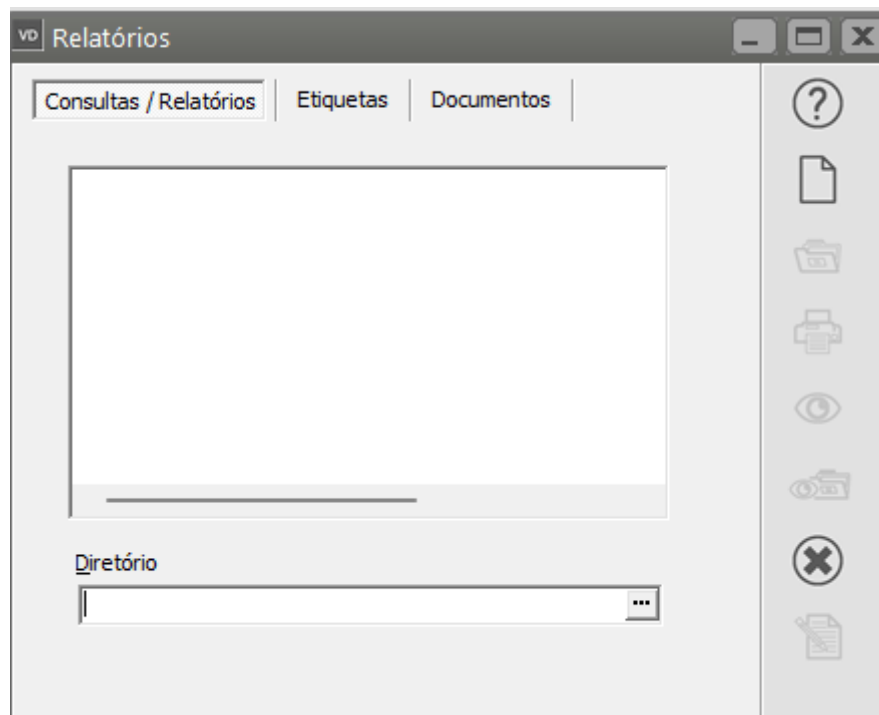 VD Relatórios
Consultas / Relatórios Etiquetas Documentos
Diretório
...